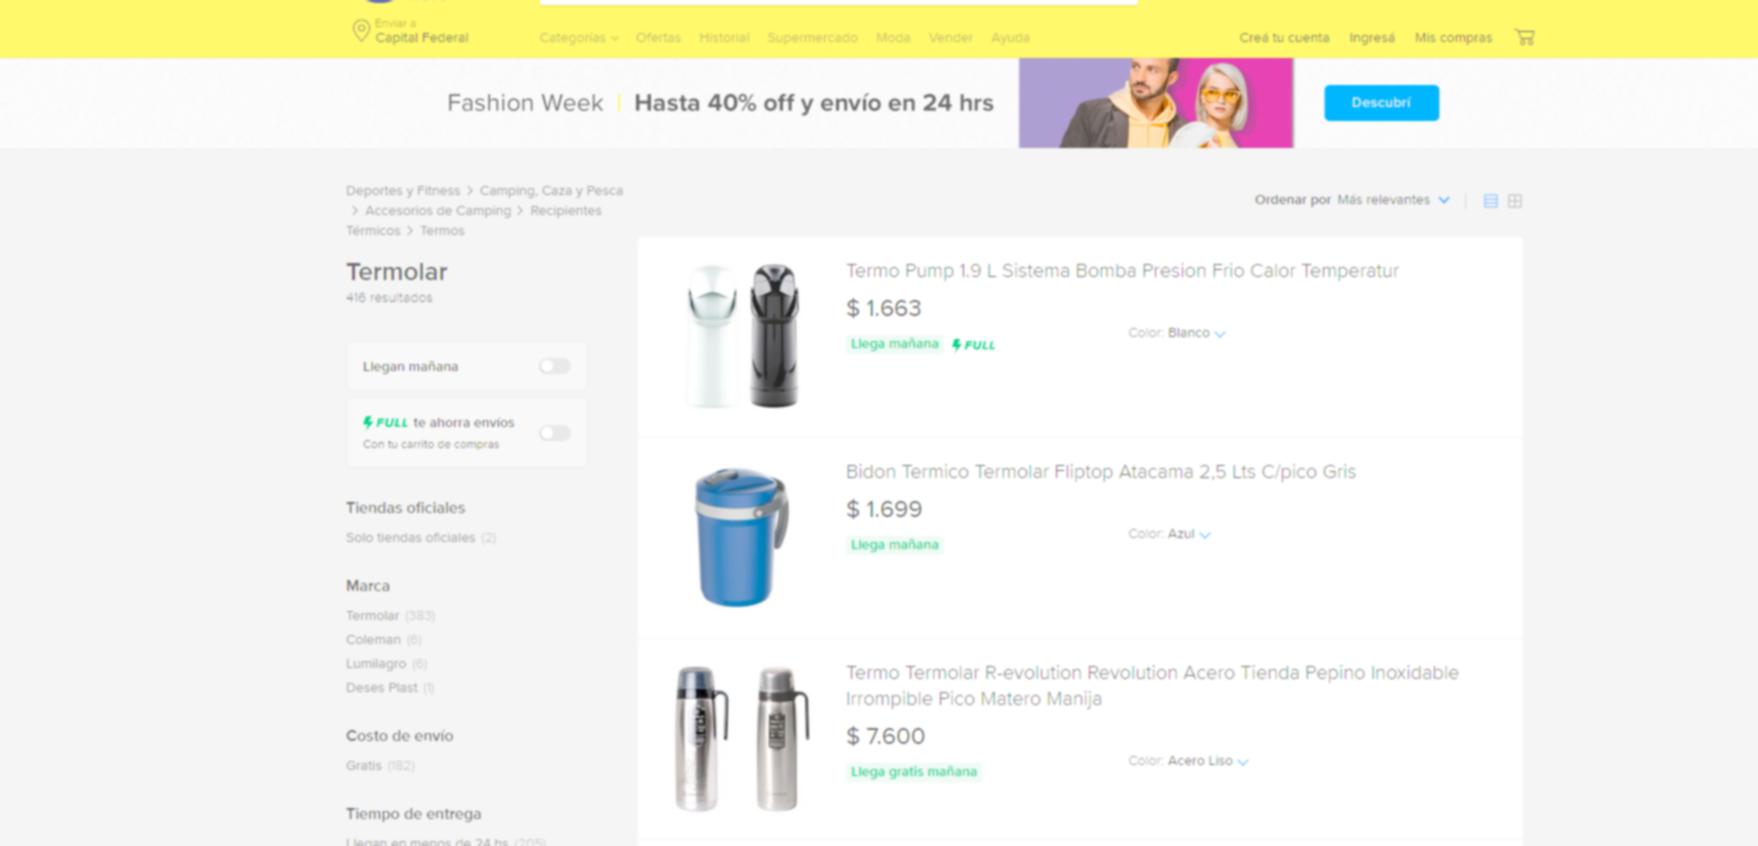 Enviar a
Capital Federal
Categorías Ofertas Historial Supermercado Moda Vender Ayuda
Creá tu cuenta Ingresá Mis compras
Fashion Week | Hasta 40% off y envío en 24 hrs
Descubrí
Deportes y Fitness > Camping, Caza y Pesca
> Accesorios de Camping > Recipientes
Térmicos > Termos
Termolar
416 resultados
Llegan mañana
FULL te ahorra envíos
Con tu carrito de compras
Tiendas oficiales
Solo tiendas oficiales (2)
Marca
Termolar (383)
Coleman (6)
Lumilagro (6)
Deses Plast (1)
Costo de envío
Gratis (182)
Tiempo de entrega
Llegan en menos de 24 hs (205)
Ordenar por Más relevantes
Termo Pump 1.9 L Sistema Bomba Presion Frio Calor Temperatur
$ 1.663
Llega mañana FULL
Color: Blanco
Bidon Termico Termolar Fliptop Atacama 2,5 Lts C/pico Gris
$ 1.699
Llega mañana
Color: Azul
Termo Termolar R-evolution Revolution Acero Tienda Pepino Inoxidable
Irrompible Pico Matero Manija
$ 7.600
Llega gratis mañana
Color: Acero Liso